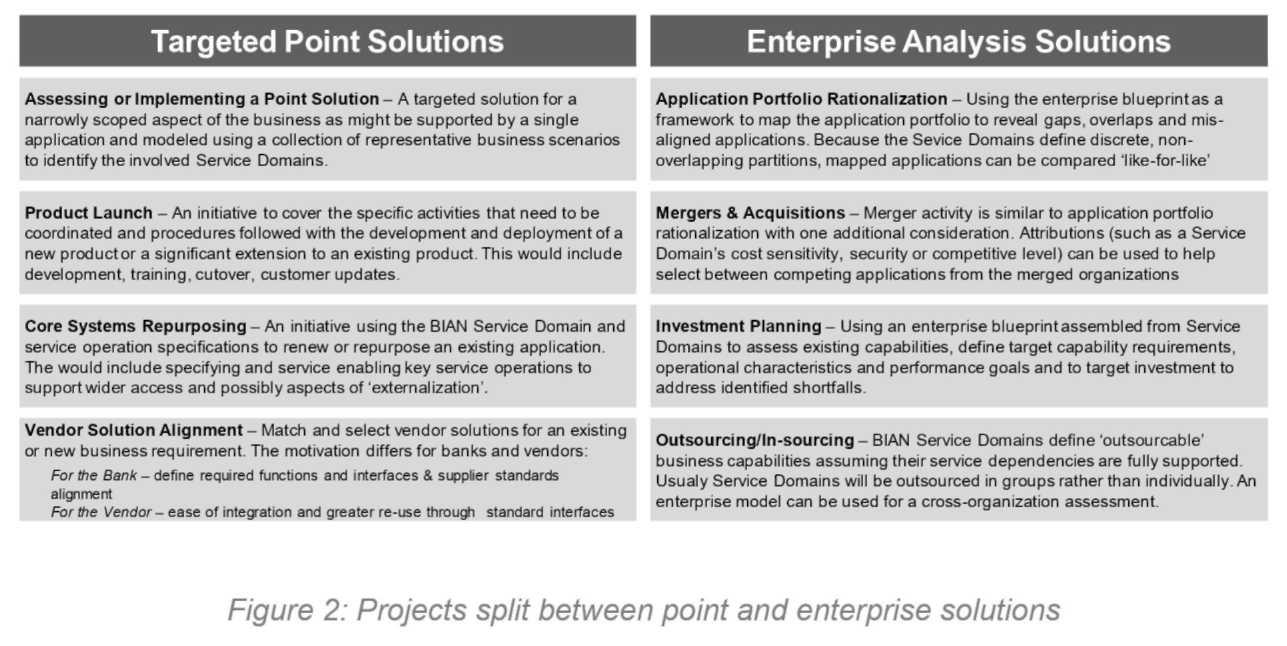 Targeted Point Solutions
Assessing or Implementing a Point Solution – A targeted solution for a
narrowly scoped aspect of the business as might be supported by a single
application and modeled using a collection of representative business scenarios
to identify the involved Service Domains.
Product Launch – An initiative to cover the specific activities that need to be
coordinated and procedures followed with the development and deployment of a
new product or a significant extension to an existing product. This would include
development, training, cutover, customer updates.
Core Systems Repurposing – An initiative using the BIAN Service Domain and
service operation specifications to renew or repurpose an existing application.
The would include specifying and service enabling key service operations to
support wider access and possibly aspects of ‘externalization’.
Vendor Solution Alignment – Match and select vendor solutions for an existing
or new business requirement. The motivation differs for banks and vendors:
For the Bank – define required functions and interfaces & supplier standards
alignment
For the Vendor – ease of integration and greater re-use through standard interfaces
Enterprise Analysis Solutions
Application Portfolio Rationalization – Using the enterprise blueprint as a
framework to map the application portfolio to reveal gaps, overlaps and mis-
aligned applications. Because the Sevice Domains define discrete, non-
overlapping partitions, mapped applications can be compared ‘like-for-like’
Mergers & Acquisitions – Merger activity is similar to application portfolio
rationalization with one additional consideration. Attributions (such as a Service
Domain’s cost sensitivity, security or competitive level) can be used to help
select between competing applications from the merged organizations
Investment Planning – Using an enterprise blueprint assembled from Service
Domains to assess existing capabilities, define target capability requirements,
operational characteristics and performance goals and to target investment to
address identified shortfalls.
Outsourcing/In-sourcing – BIAN Service Domains define ‘outsourcable’
business capabilities assuming their service dependencies are fully supported.
Usualy Service Domains will be outsourced in groups rather than individually. An
enterprise model can be used for a cross-organization assessment.
Figure 2: Projects split between point and enterprise solutions